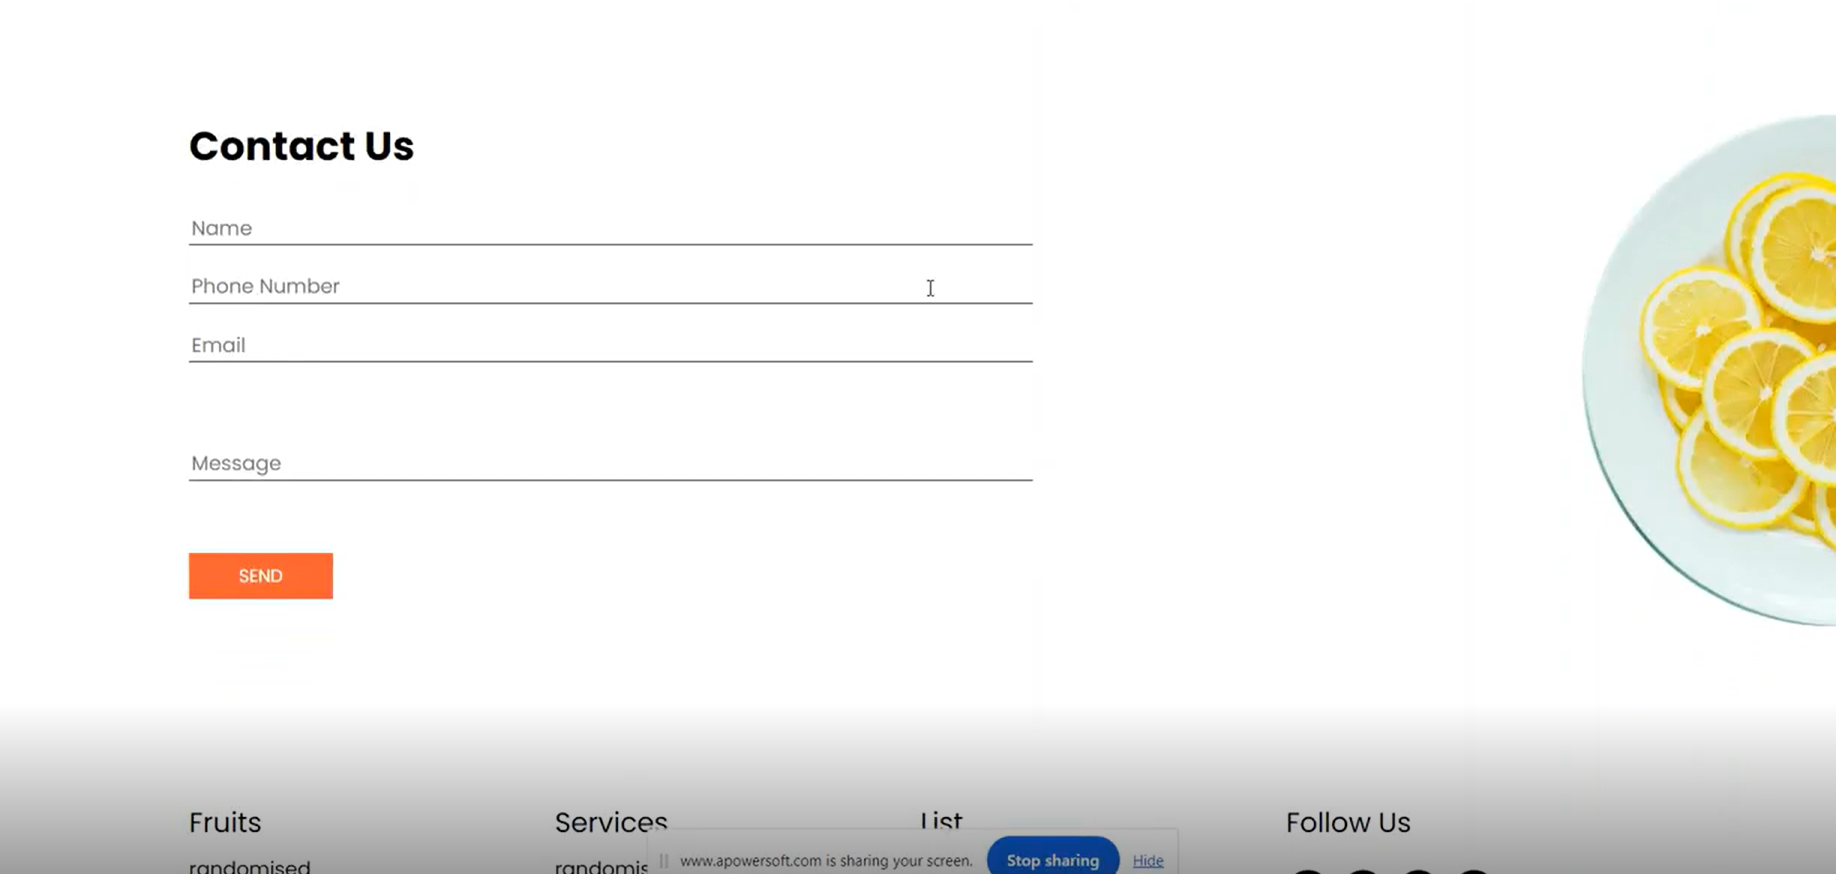 Contact Us
Name
Phone Number
Email
Message
SEND
Fruits
Services
List
Follow Us
randomised
randomis
www.apowersoft.com is sharing your screen.
Stop sharing
Hide